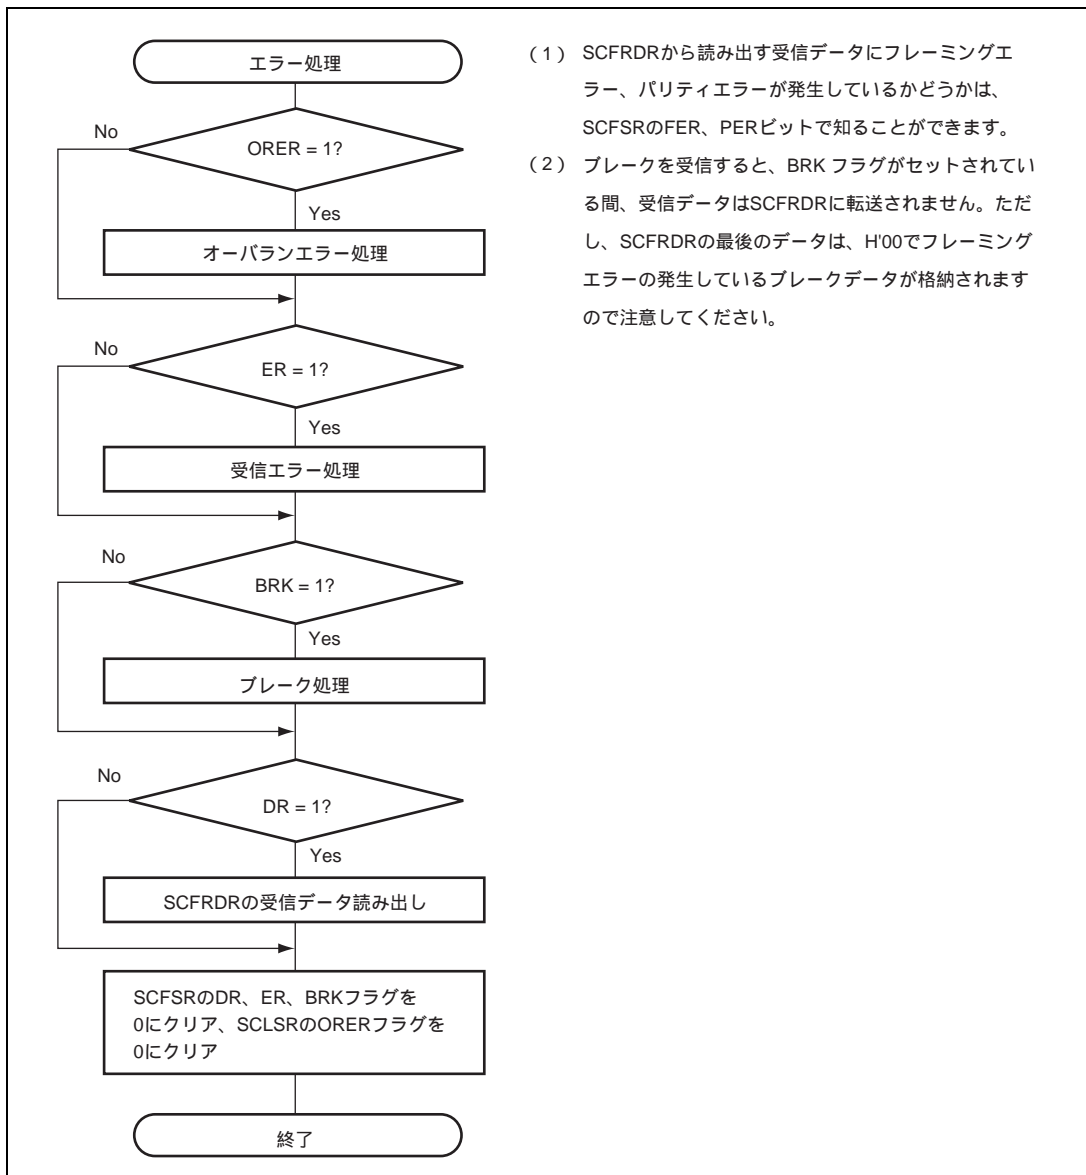 エラー処理
No
ORER = 1?
Yes
オーバランエラー処理
No
ER = 1?
Yes
受信エラー処理
No
BRK = 1?
Yes
ブレーク処理
No
DR = 1?
Yes
SCFRDRの受信データ読み出し
SCFSRのDR、ER、BRKフラグを
0にクリア、SCLSRのORERフラグを
0にクリア
終了
(1) SCFRDRから読み出す受信データにフレーミングエ
ラー、パリティエラーが発生しているかどうかは、
SCFSRのFER、PERビットで知ることができます。
(2) ブレークを受信すると、BRK フラグがセットされてい
る間、受信データはSCFRDRに転送されません。ただ
し、SCFRDRの最後のデータは、H'00でフレーミング
エラーの発生しているブレークデータが格納されます
ので注意してください。